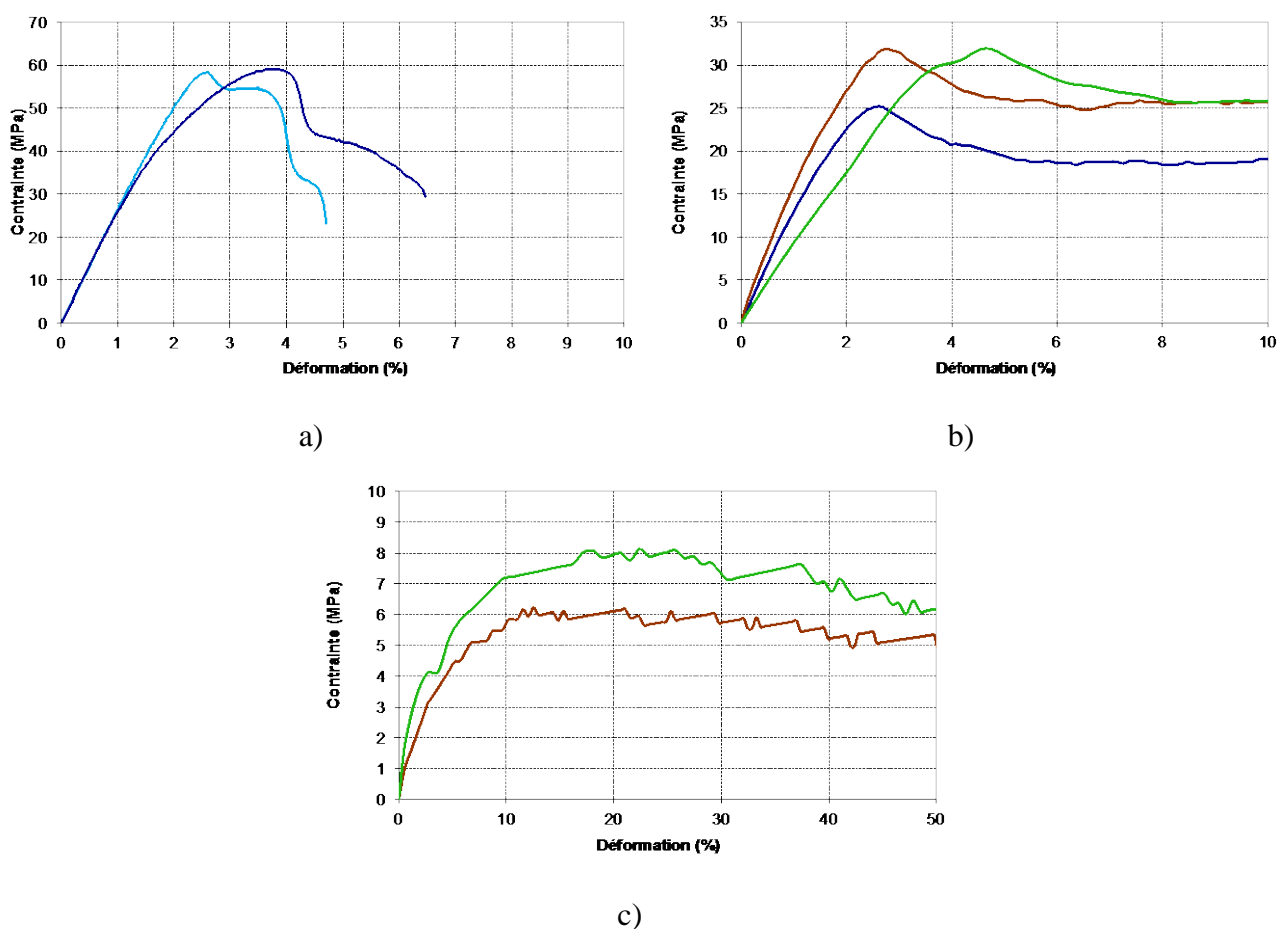 70
60
50
40
30
20
10
0
Contrainte (MPa)
0 1 2 3 4 5 6 7 8 9 10
Déformation (%)
a)
35
30
25
20
15
10
5
0
Contrainte (MPa)
0 2 4 6 8 10
Déformation (%)
b)
10
9
8
7
6
5
4
3
2
1
0
Contrainte (MPa)
0 10 20 30 40 50
Déformation (%)
c)